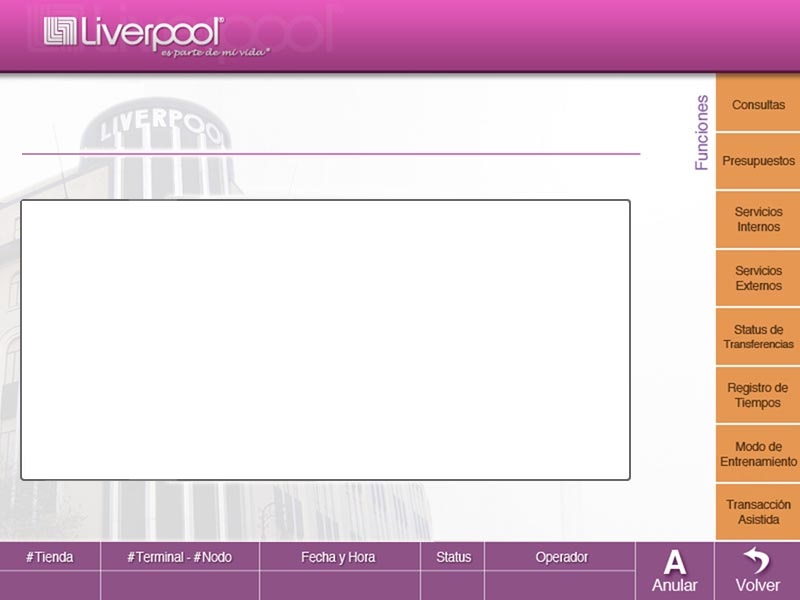 Liverpool®
es parte de mi vida®
LIVERPOO
Funciones
Consultas
Presupuestos
Servicios
Internos
Servicios
Externos
Status de
Transferencias
Registro de
Tiempos
Modo de
Entrenamiento
Transacción
Asistida
#Tienda
#Terminal - #Nodo
Fecha y Hora
Status
Operador
A
Anular
Volver